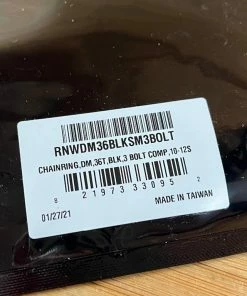 RNWDM36BLKSM3BOLT
CHAINRING,DM,36T,BLK,3 BOLT COMP,10-12S
8 21973 33095 2
MADE IN TAIWAN
01/27/21